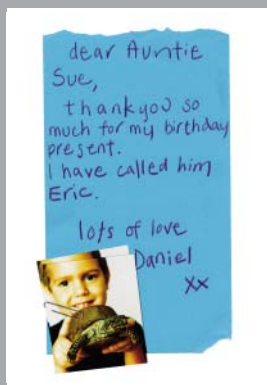 dear Auntie
Sue,
thankyou so
much for my birthday
present.
I have called him
Eric.
lots of love
Daniel
xx